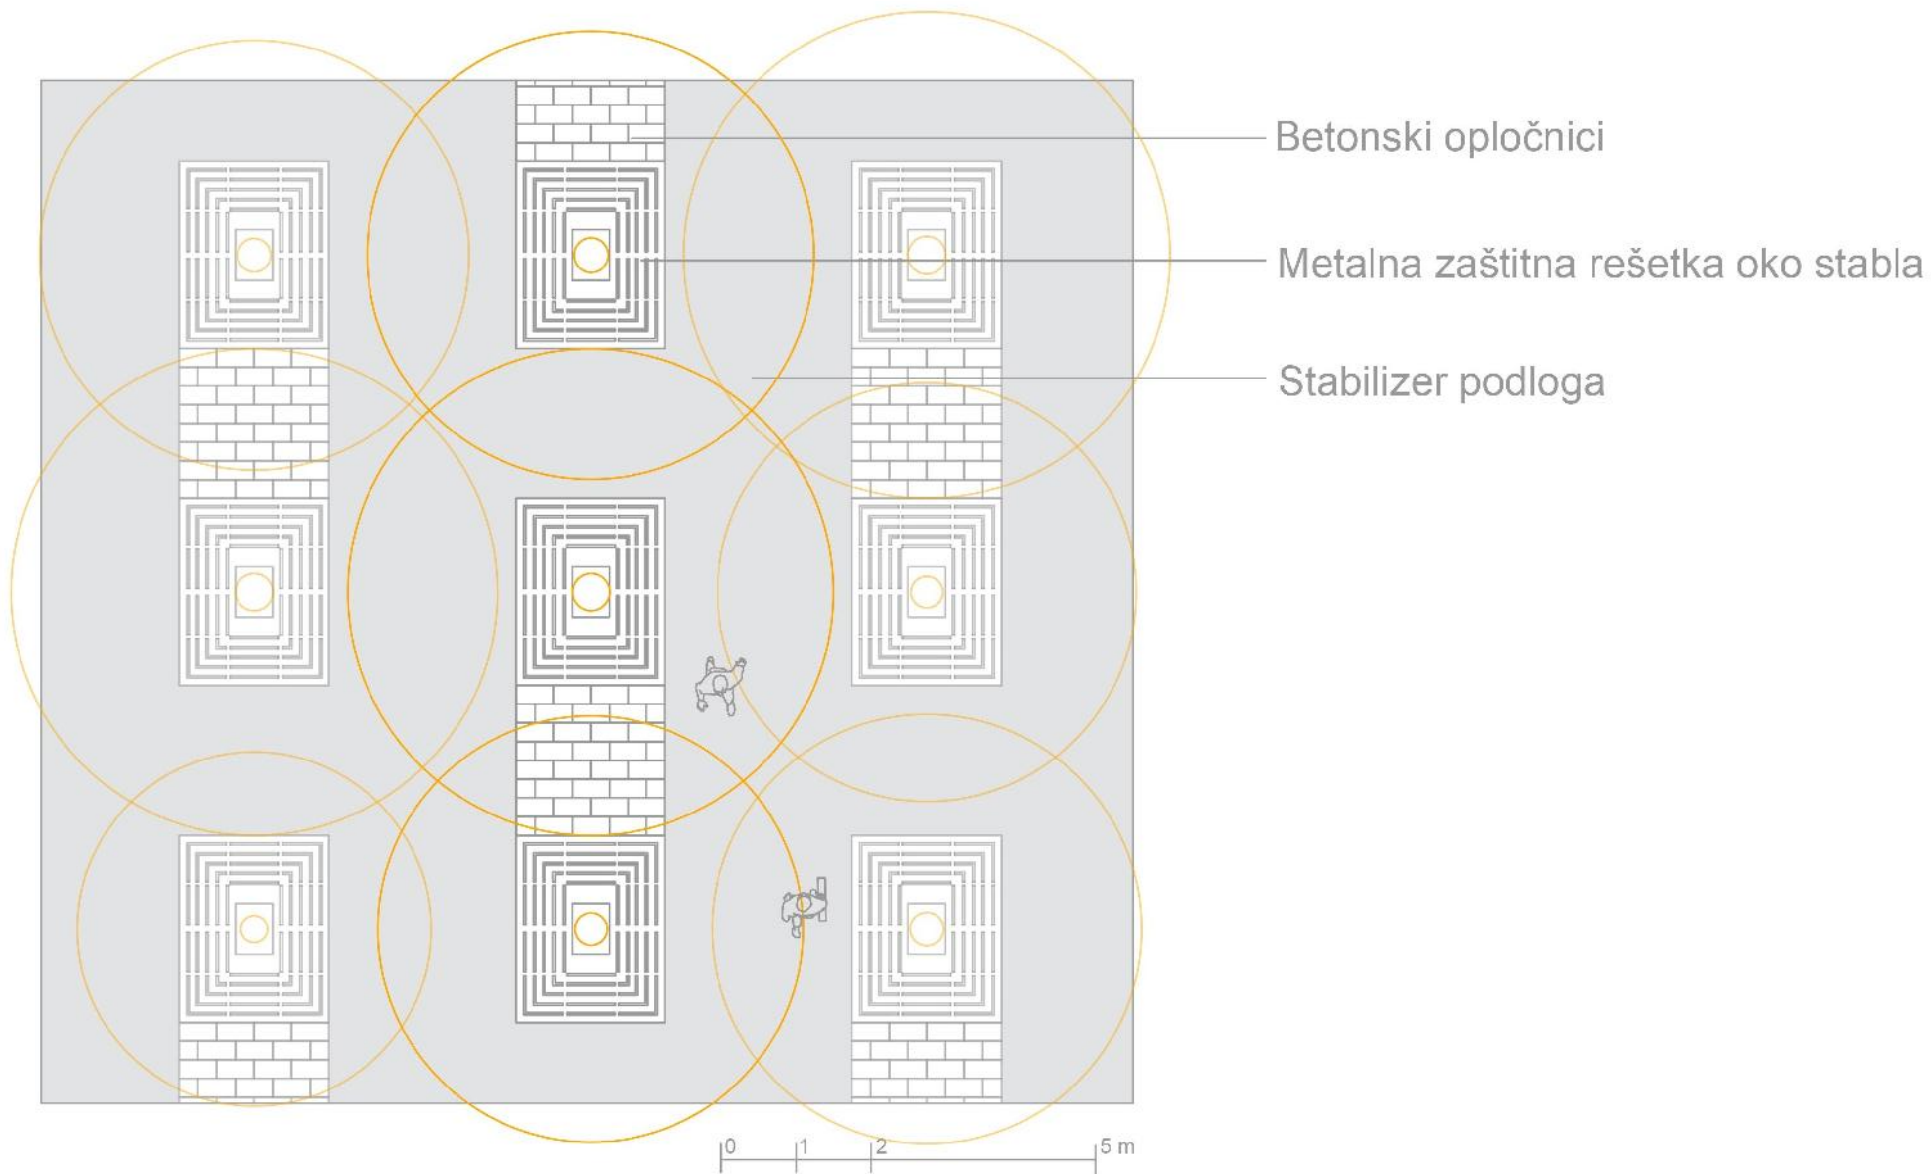 Betonski opločnici
Metalna zaštitna rešetka oko stabla
Stabilizer podloga
0 1 2 5 m